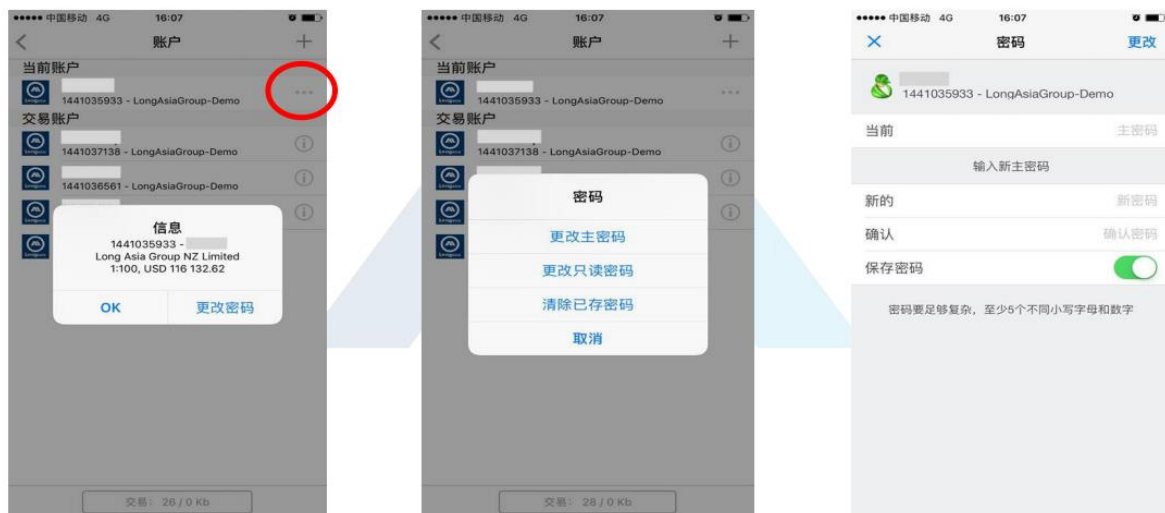 中国移动 4G 16:07
账户
当前账户
1441035933 - LongAsiaGroup-Demo
交易账户
1441037138 - LongAsiaGroup-Demo
1441036561 - LongAsiaGroup-Demo
信息
1441035933 -
Long Asia Group NZ Limited
1:100, USD 116 132.62
OK 更改密码
交易: 26 / 0 Kb
中国移动 4G 16:07
账户
当前账户
1441035933 - LongAsiaGroup-Demo
交易账户
1441037138 - LongAsiaGroup-Demo
密码
更改主密码
更改只读密码
清除已存密码
取消
交易: 28 / 0 Kb
中国移动 4G 16:07
密码 更改
1441035933 - LongAsiaGroup-Demo
当前 主密码
输入新主密码
新的 新密码
确认 确认密码
保存密码
密码要足够复杂，至少5个不同小写字母和数字